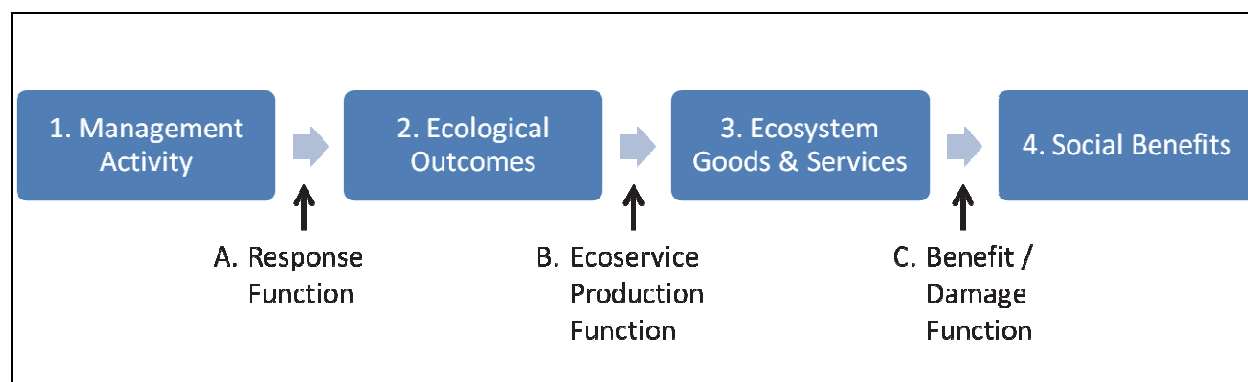 1. Management
Activity
2. Ecological
Outcomes
3. Ecosystem
Goods & Services
4. Social Benefits
A. Response
Function
B. Ecoservice
Production
Function
C. Benefit /
Damage
Function